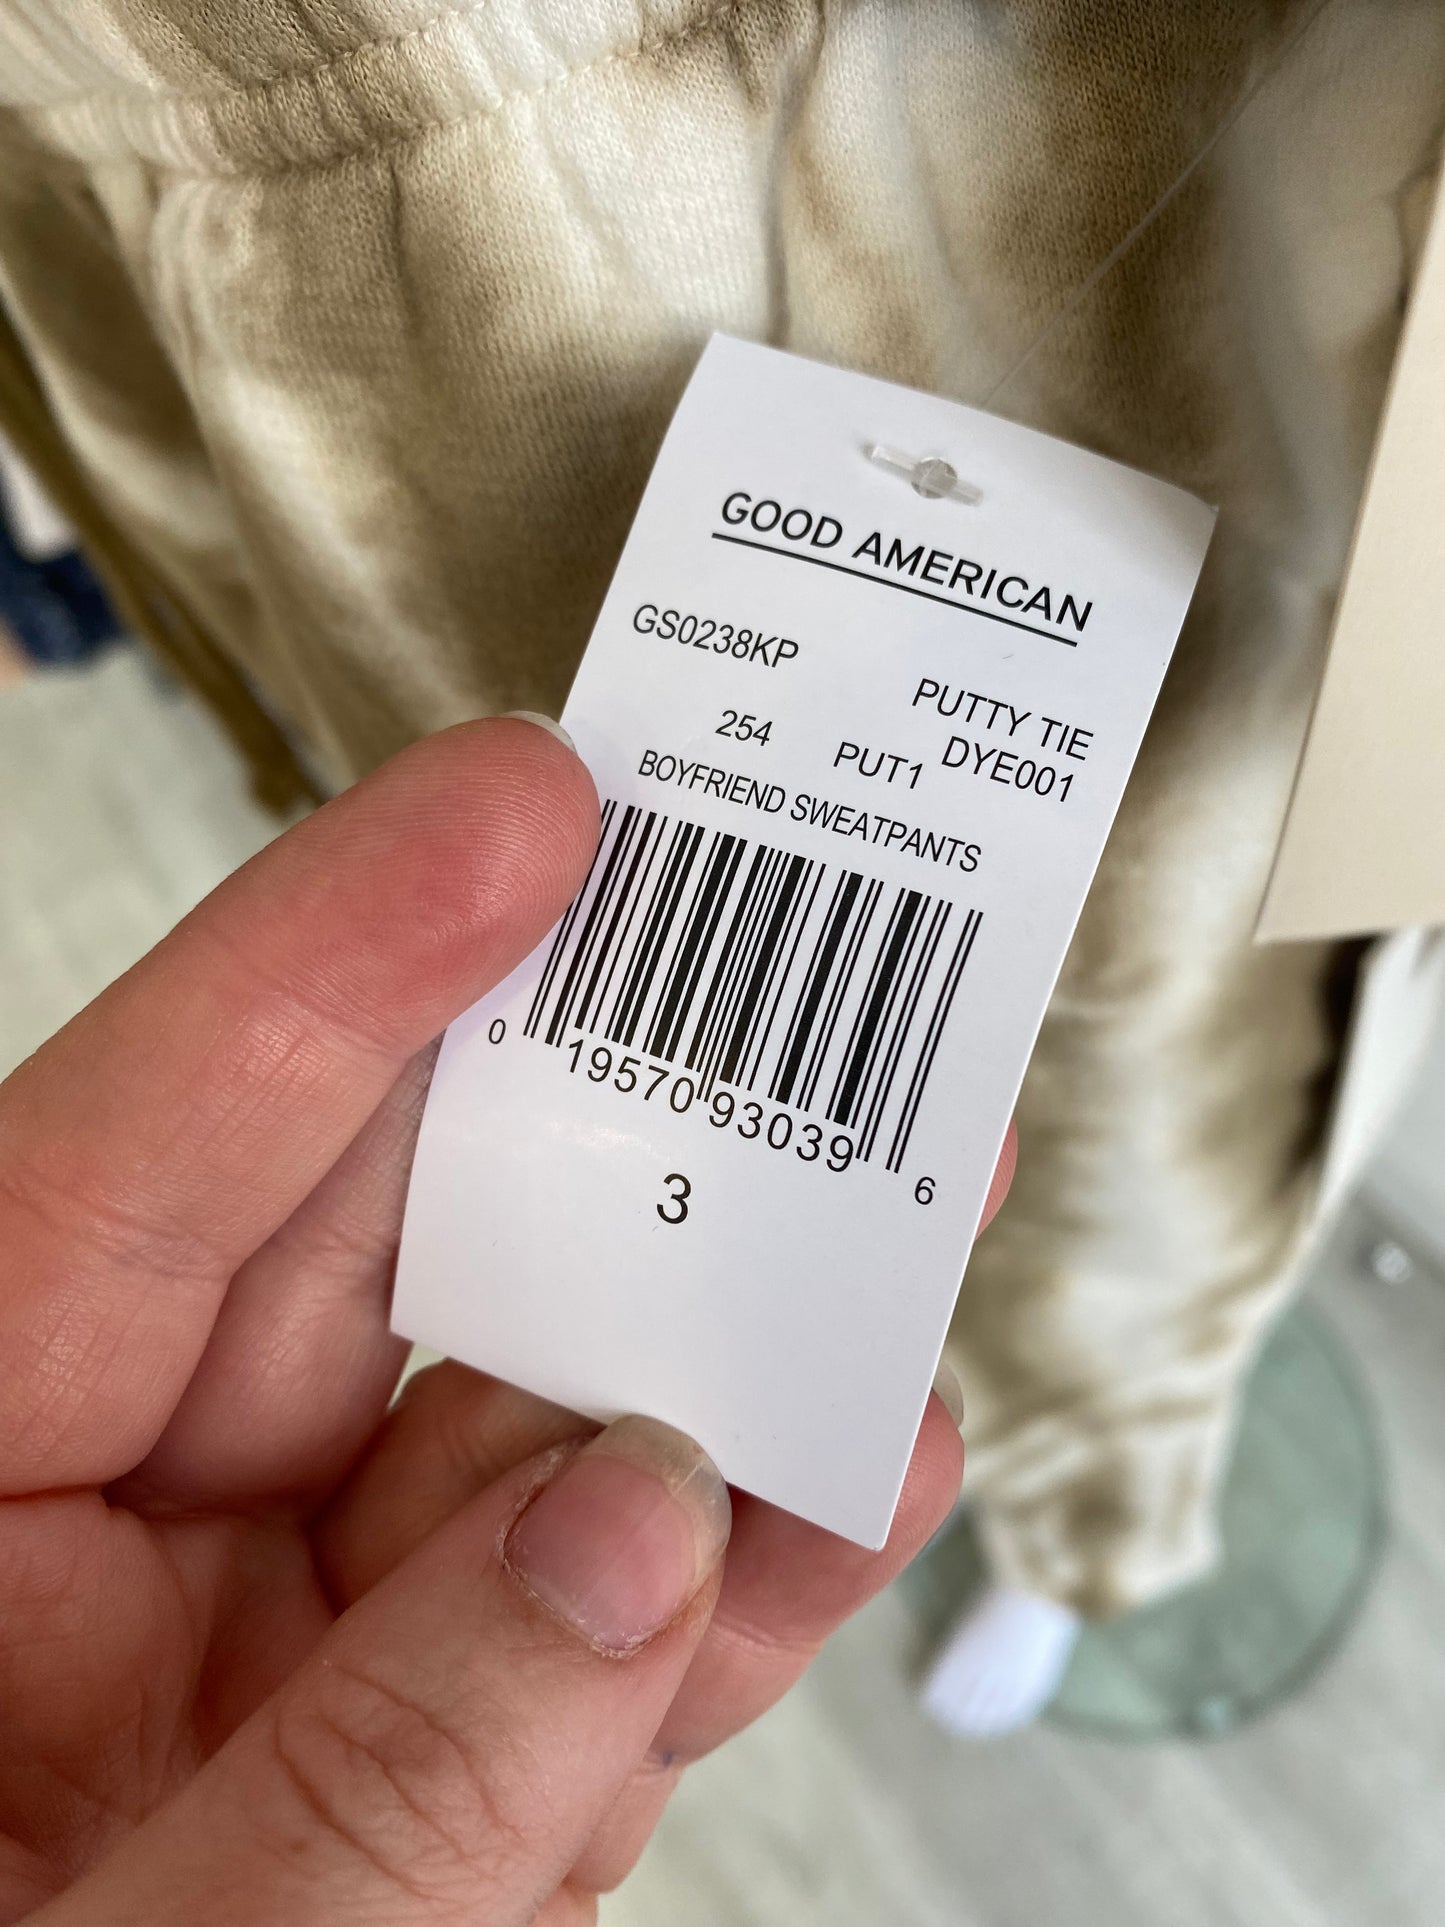 GOOD AMERICAN
GS0238KP
PUTTY TIE
254 PUT1 DYE001
BOYFRIEND SWEATPANTS
0 19570 93039 6
3